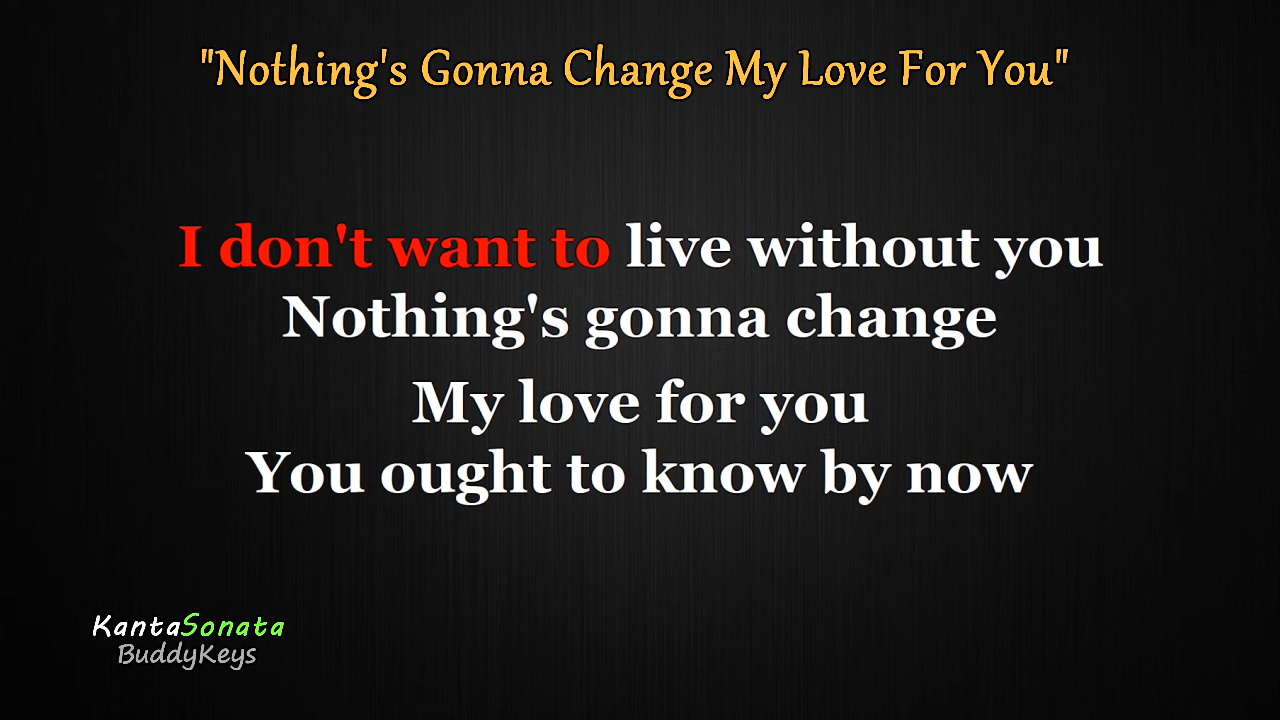 "Nothing's Gonna Change My Love For You"
I don't want to live without you
Nothing's gonna change
My love for you
You ought to know by now
KantaSonata
BuddyKeys